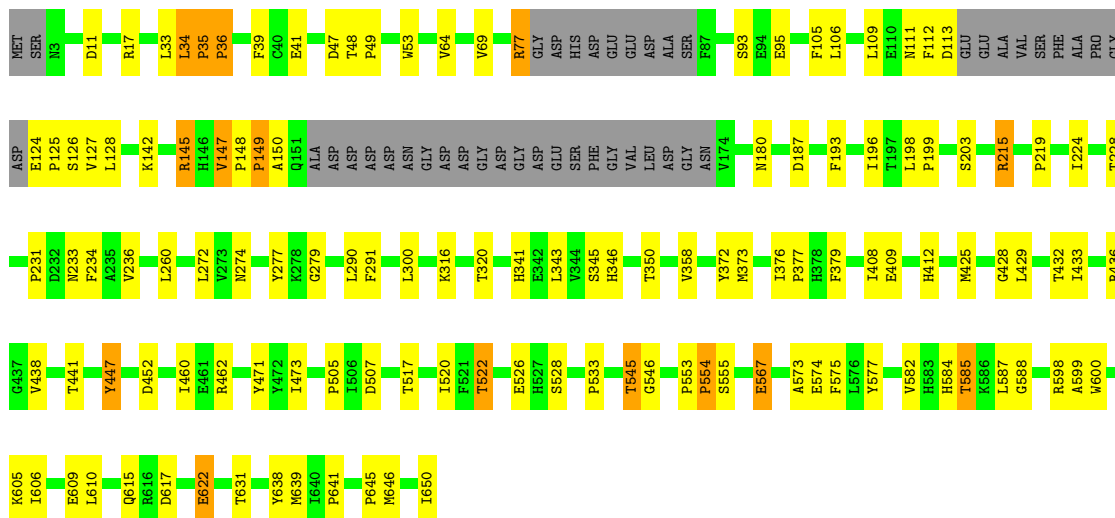 MET SER N3 D11 R17 L33 L34 P35 P36 F39 C40 E41 D47 T48 P49 W53 V64 V69 R77 GLY ASP HIS ASP GLU GLU ASP ALA SER F87 S93 E94 E95 F105 L106 L109 E110 N111 F112 D113 GLU GLU ALA VAL SER PHE ALA PRO GLY
ASP E124 P125 S126 V127 L128 K142 R145 H146 V147 P148 P149 A150 Q151 ALA ASP ASP ASP ASP ASN GLY ASP ASP GLY ASP GLY ASP GLU SER PHE GLY VAL LEU ASP GLY ASN V174 N180 D187 F193 I196 T197 L198 P199 S203 R215 P219 I224 T228
P231 D232 N233 F234 A235 V236 L260 L272 V273 N274 Y277 K278 G279 L290 F291 L300 K316 T320 H341 E342 L343 V344 S345 H346 T350 V358 Y372 M373 I376 P377 H378 F379 I408 E409 H412 M425 G428 L429 T432 I433 R436
G437 V438 T441 Y447 D452 I460 E461 R462 Y471 Y472 I473 P505 I506 D507 T517 I520 F521 T522 E526 H527 S528 P533 T545 G546 P553 P554 S555 E567 A573 E574 F575 L576 Y577 V582 H583 H584 T585 K586 L587 G588 R598 A599 W600
K605 I606 E609 L610 Q615 R616 D617 E622 T631 Y638 M639 I640 P641 P645 M646 I650